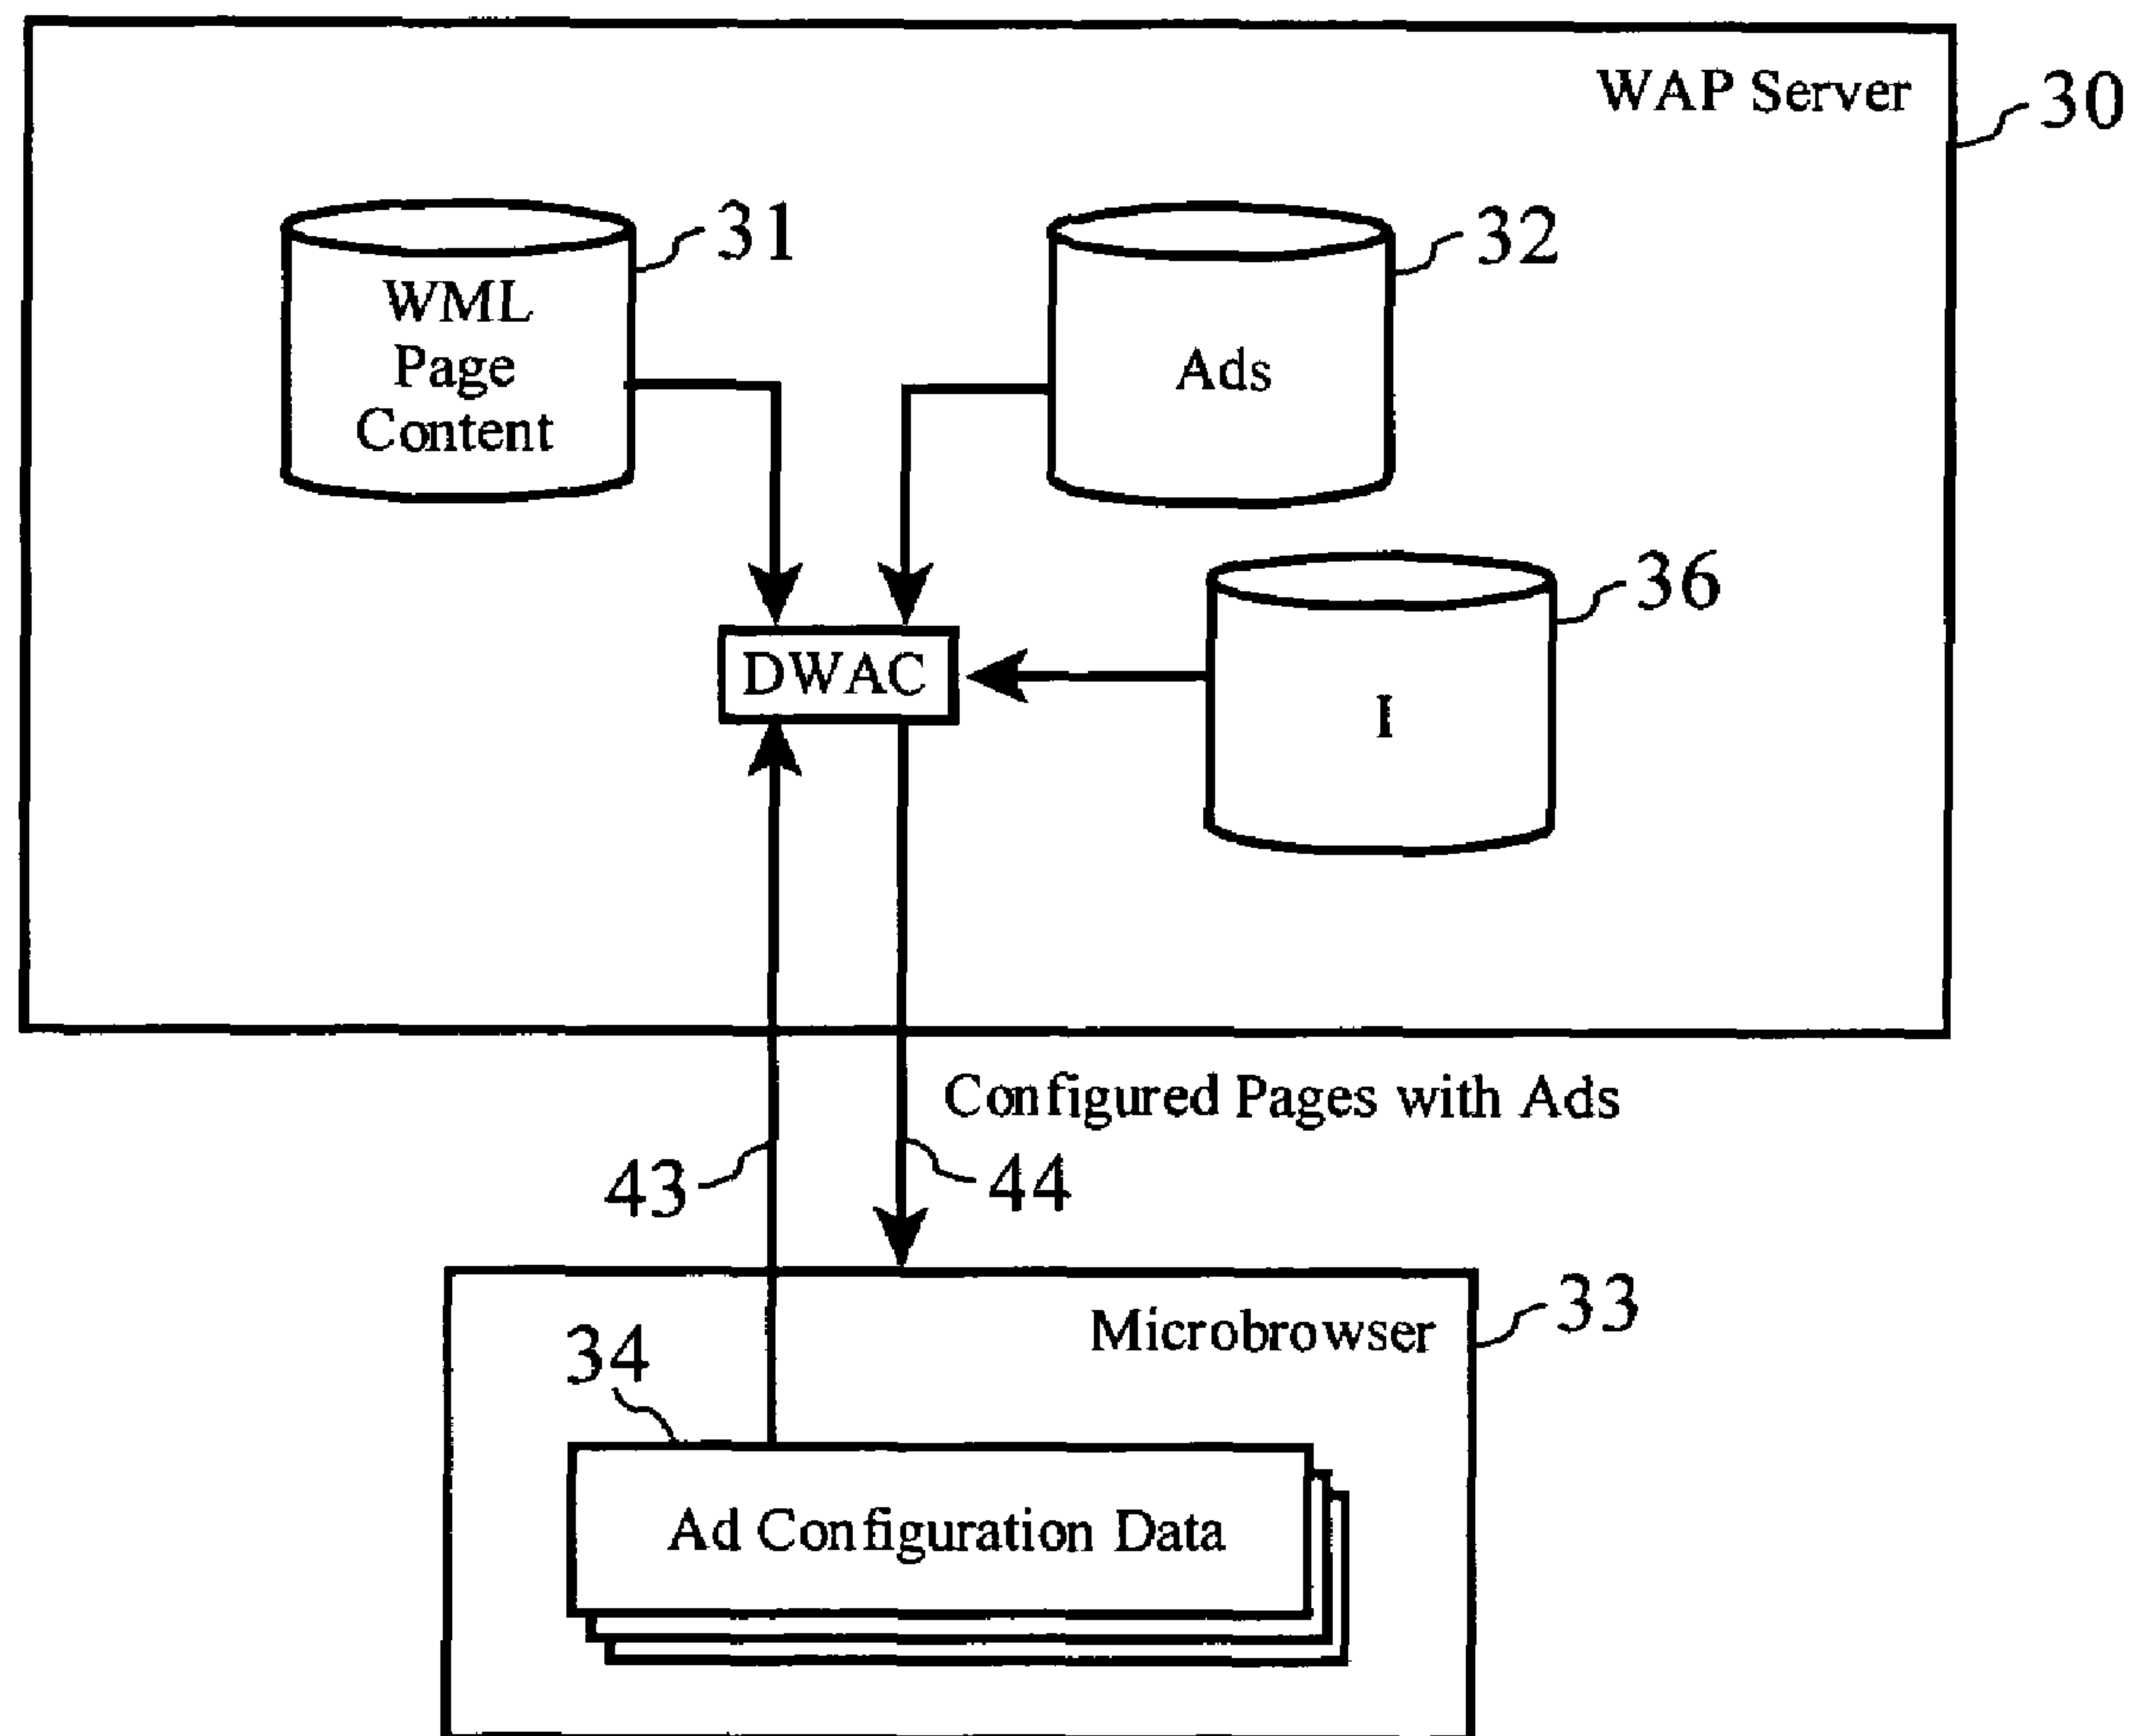 WAP Server
30
31
32
WML
Page
Content
Ads
36
DWAC
I
Configured Pages with Ads
43
44
33
Microbrowser
34
Ad Configuration Data